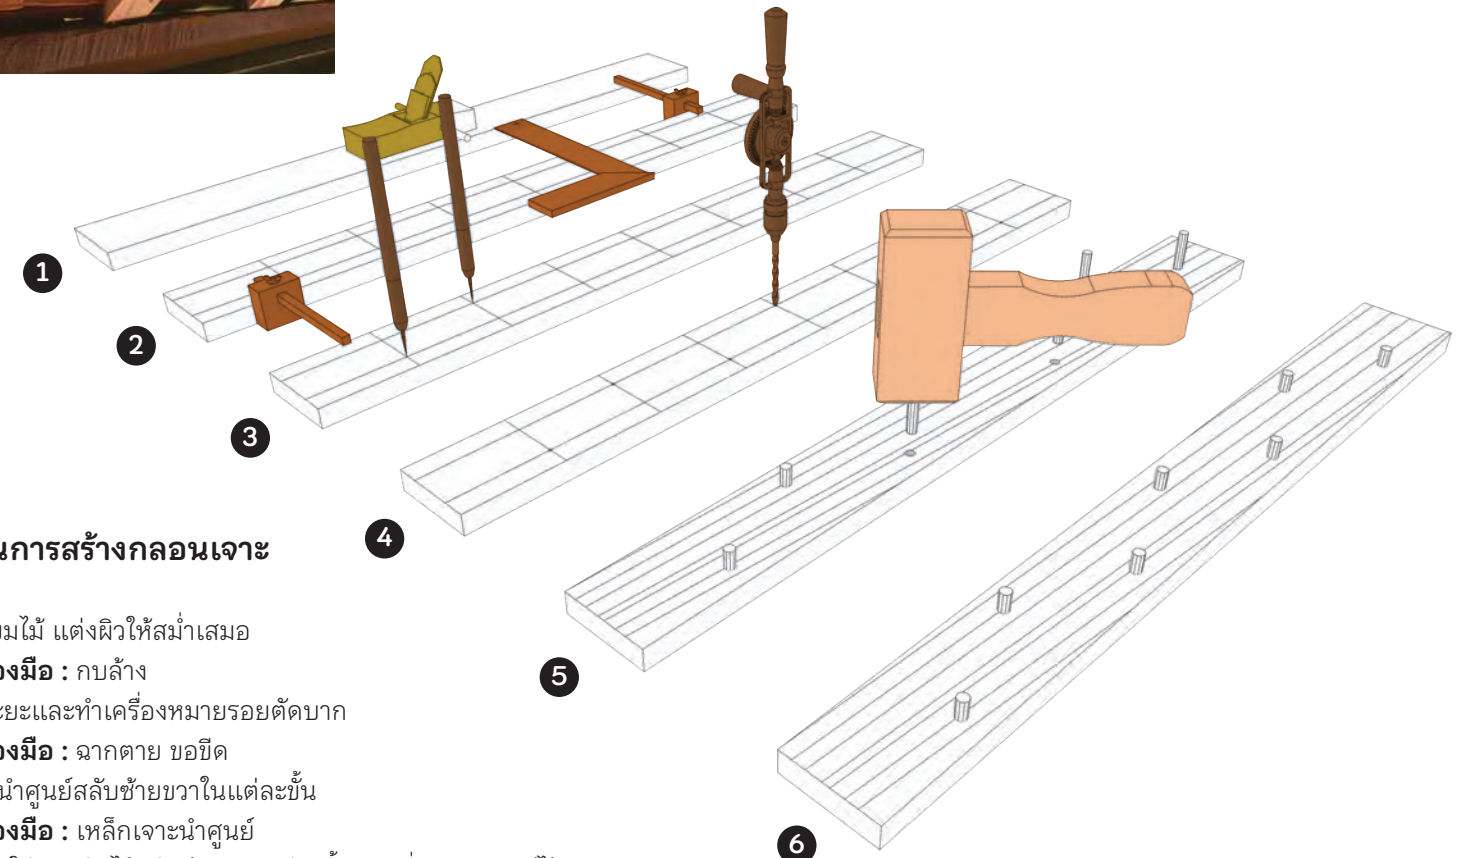 1
2
3
4
5
6
นการสร้างกลอนเจาะ
มไม้ แต่งผิวให้สม่ำเสมอ
องมือ : กบล้าง
ะยะและทำเครื่องหมายรอยตัดบาก
องมือ : ฉากตาย ขอขีด
นำศูนย์สลับซ้ายขวาในแต่ละขั้น
องมือ : เหล็กเจาะนำศูนย์